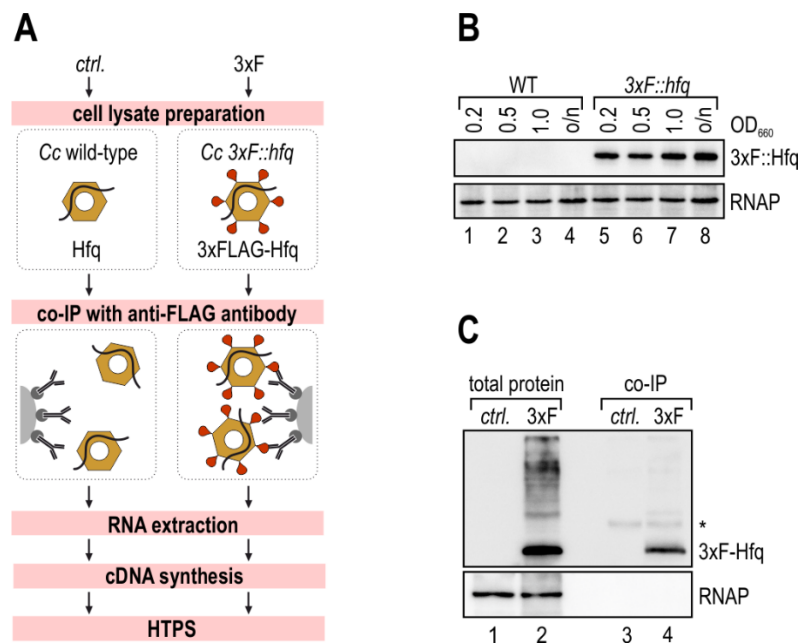 A
ctrl. 3xF
cell lysate preparation
Cc wild-type Cc 3xF::hfq
Hfq 3xFLAG-Hfq
co-IP with anti-FLAG antibody
RNA extraction
cDNA synthesis
HTPS
B
WT 3xF::hfq
0.2 0.5 1.0 o/n 0.2 0.5 1.0 o/n OD660
3xF::Hfq
RNAP
1 2 3 4 5 6 7 8
C
total protein co-IP
ctrl. 3xF ctrl. 3xF
*
3xF-Hfq
RNAP
1 2 3 4